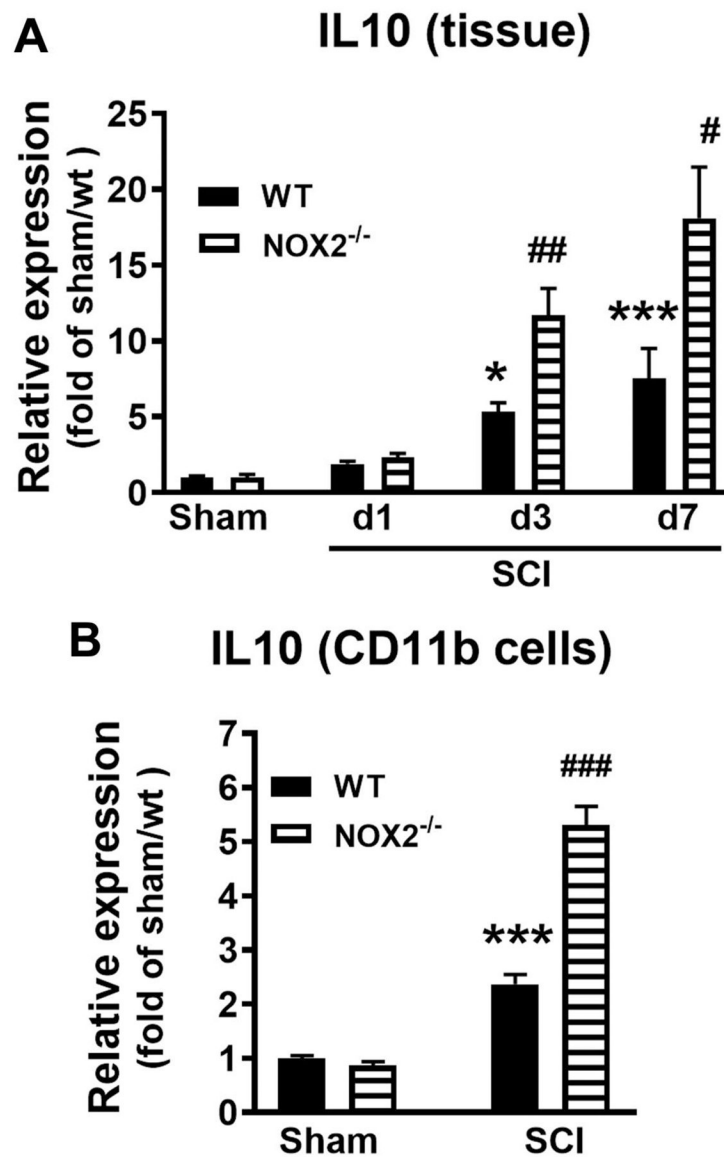 A
IL10 (tissue)
Relative expression
(fold of sham/wt )
25
20
15
10
5
0
WT
NOX2-/-
*
##
***
#
Sham d1 d3 d7
SCI
B
IL10 (CD11b cells)
Relative expression
(fold of sham/wt )
7
6
5
4
3
2
1
0
WT
NOX2-/-
***
###
Sham SCI